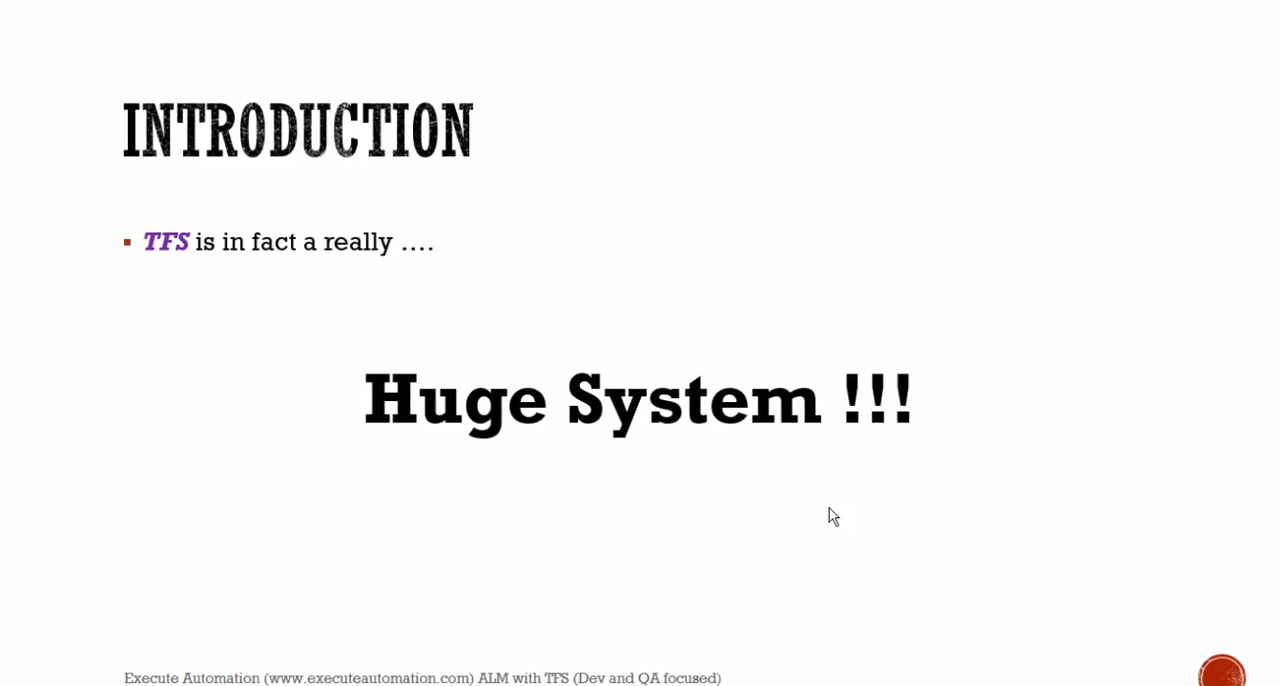 INTRODUCTION
TFS is in fact a really ....
Huge System !!!
Execute Automation (www.executeautomation.com) ALM with TFS (Dev and QA focused)